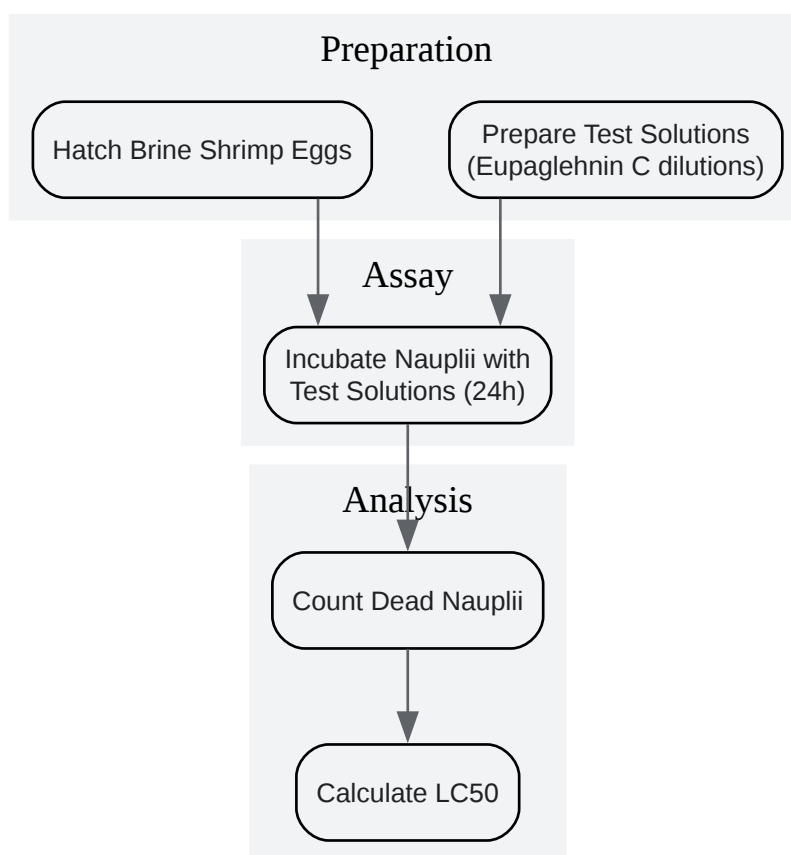 Preparation
Hatch Brine Shrimp Eggs
Prepare Test Solutions
(Eupaglehnin C dilutions)
Assay
Incubate Nauplii with
Test Solutions (24h)
Analysis
Count Dead Nauplii
Calculate LC50